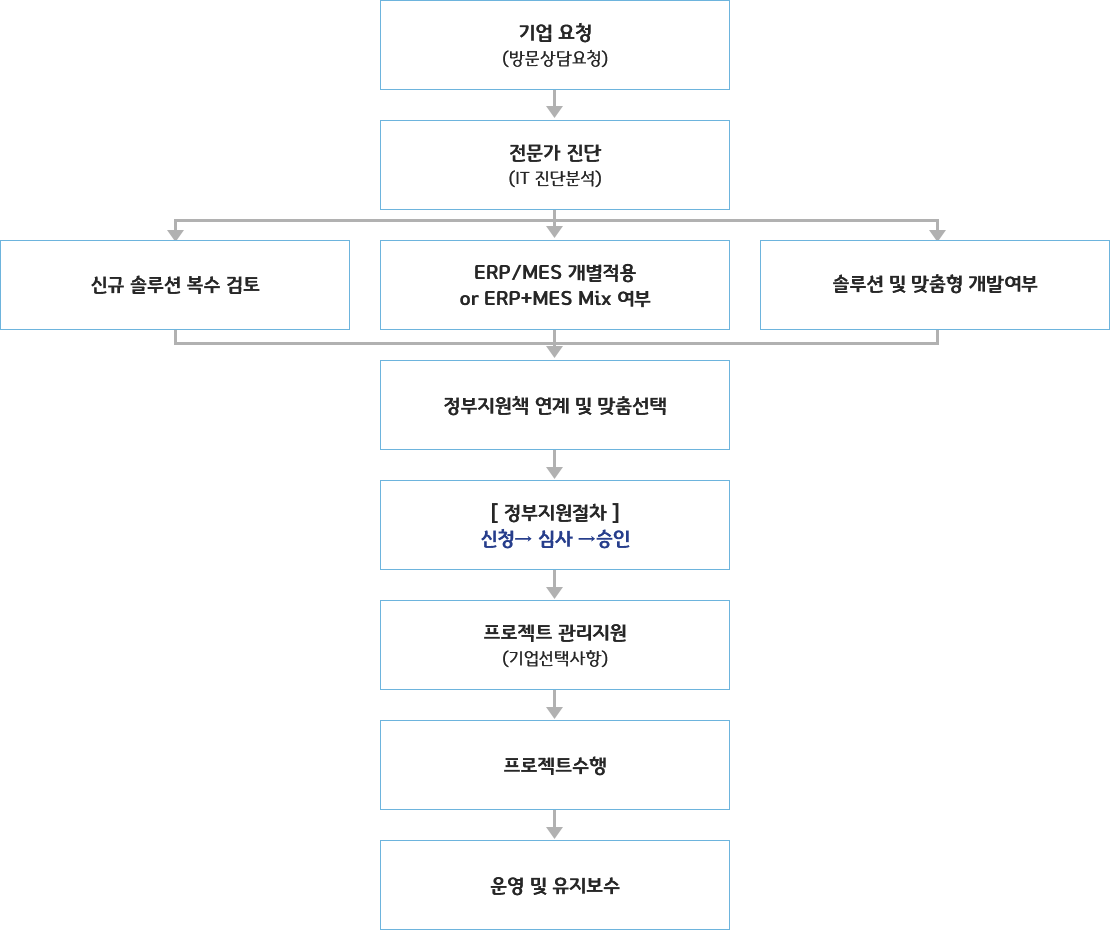 기업 요청
(방문상담요청)
전문가 진단
(IT 진단분석)
신규 솔루션 복수 검토
ERP/MES 개별적용
or ERP+MES Mix 여부
솔루션 및 맞춤형 개발여부
정부지원책 연계 및 맞춤선택
[ 정부지원절차 ]
신청→ 심사 →승인
프로젝트 관리지원
(기업선택사항)
프로젝트수행
운영 및 유지보수